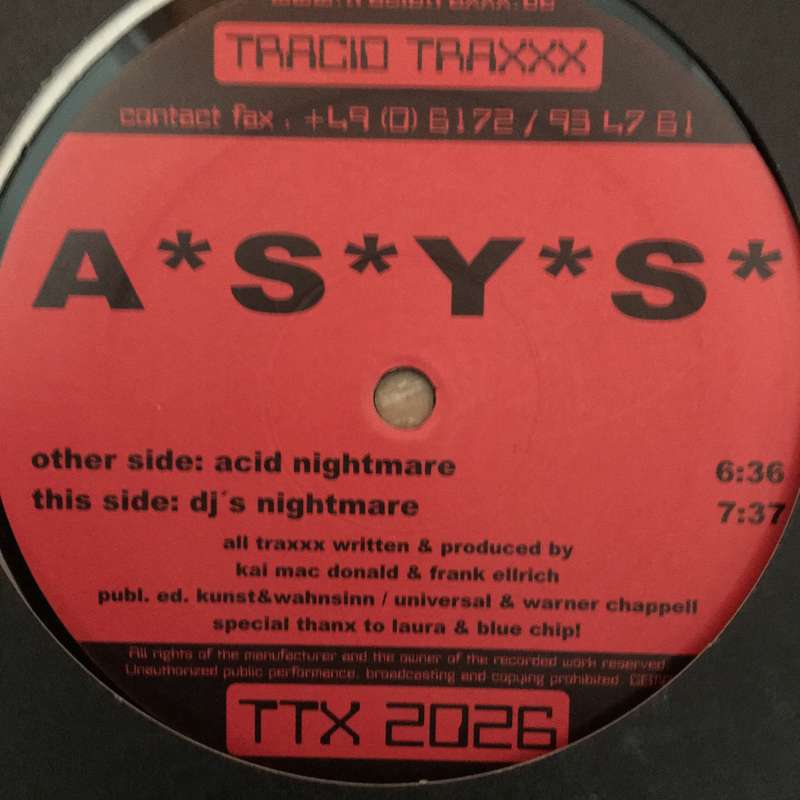 TRACID TRAXXX
contact fax : +49 (0) 6172 / 93 47 61
A*S*Y*S*
other side: acid nightmare 6:36
this side: dj´s nightmare 7:37
all traxxx written & produced by
kai mac donald & frank ellrich
publ. ed. kunst&wahnsinn / universal & warner chappell
special thanx to laura & blue chip!
All rights of the manufacturer and the owner of the recorded work reserved.
Unauthorized public performance, broadcasting and copying prohibited.
TTX 2026